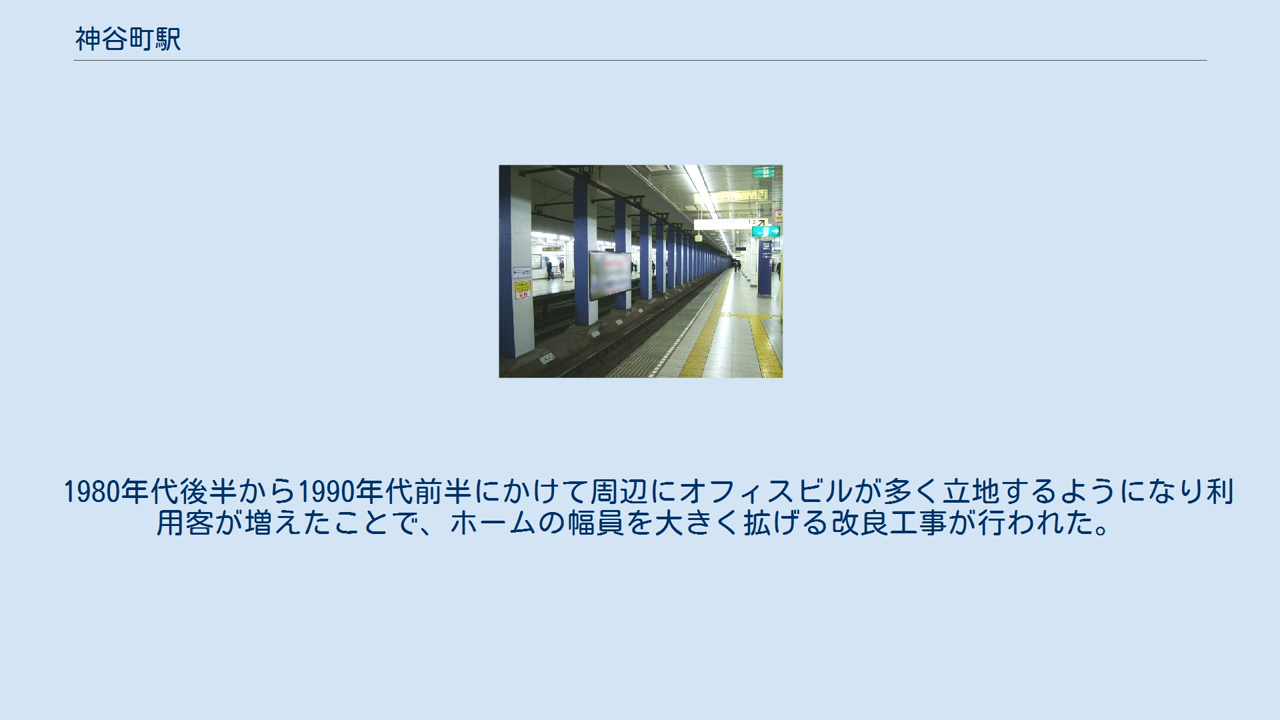 神谷町駅
1980年代後半から1990年代前半にかけて周辺にオフィスビルが多く立地するようになり利
用客が増えたことで、ホームの幅員を大きく拡げる改良工事が行われた。